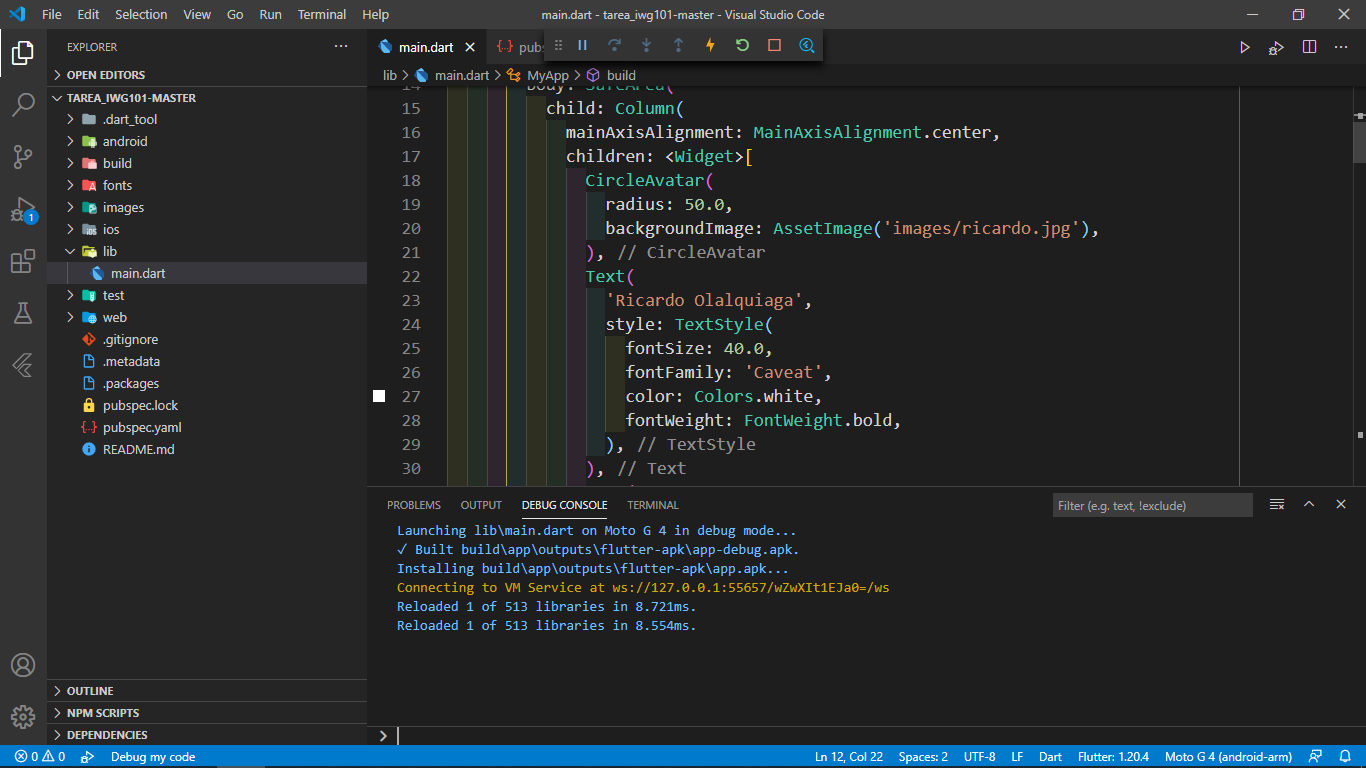 File Edit Selection View Go Run Terminal Help
main.dart - tarea_iwg101-master - Visual Studio Code
EXPLORER
OPEN EDITORS
TAREA_IWG101-MASTER
.dart_tool
android
build
fonts
images
ios
lib
main.dart
test
web
.gitignore
.metadata
.packages
pubspec.lock
pubspec.yaml
README.md
OUTLINE
NPM SCRIPTS
DEPENDENCIES
1
main.dart
pubs
lib > main.dart > MyApp > build
14 body: SafeArea(
15 child: Column(
16 mainAxisAlignment: MainAxisAlignment.center,
17 children: <Widget>[
18 CircleAvatar(
19 radius: 50.0,
20 backgroundImage: AssetImage('images/ricardo.jpg'),
21 ), // CircleAvatar
22 Text(
23 'Ricardo Olalquiaga',
24 style: TextStyle(
25 fontSize: 40.0,
26 fontFamily: 'Caveat',
27 color: Colors.white,
28 fontWeight: FontWeight.bold,
29 ), // TextStyle
30 ), // Text
PROBLEMS OUTPUT DEBUG CONSOLE TERMINAL
Filter (e.g. text, !exclude)
Launching lib\main.dart on Moto G 4 in debug mode...
✓ Built build\app\outputs\flutter-apk\app-debug.apk.
Installing build\app\outputs\flutter-apk\app.apk...
Connecting to VM Service at ws://127.0.0.1:55657/wZwXIt1EJa0=/ws
Reloaded 1 of 513 libraries in 8.721ms.
Reloaded 1 of 513 libraries in 8.554ms.
>
0 0 Debug my code
Ln 12, Col 22 Spaces: 2 UTF-8 LF Dart Flutter: 1.20.4 Moto G 4 (android-arm)